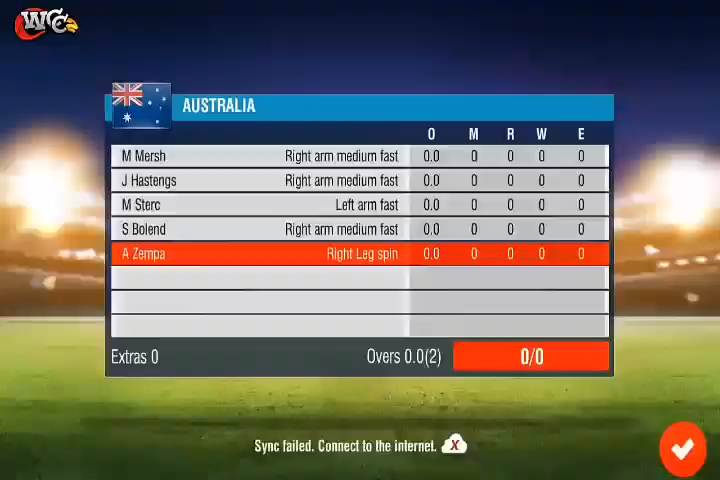 WCC
AUSTRALIA
O M R W E
M Mersh Right arm medium fast 0.0 0 0 0 0
J Hastengs Right arm medium fast 0.0 0 0 0 0
M Sterc Left arm fast 0.0 0 0 0 0
S Bolend Right arm medium fast 0.0 0 0 0 0
A Zempa Right Leg spin 0.0 0 0 0 0
Extras 0 Overs 0.0(2) 0/0
Sync failed. Connect to the internet. X